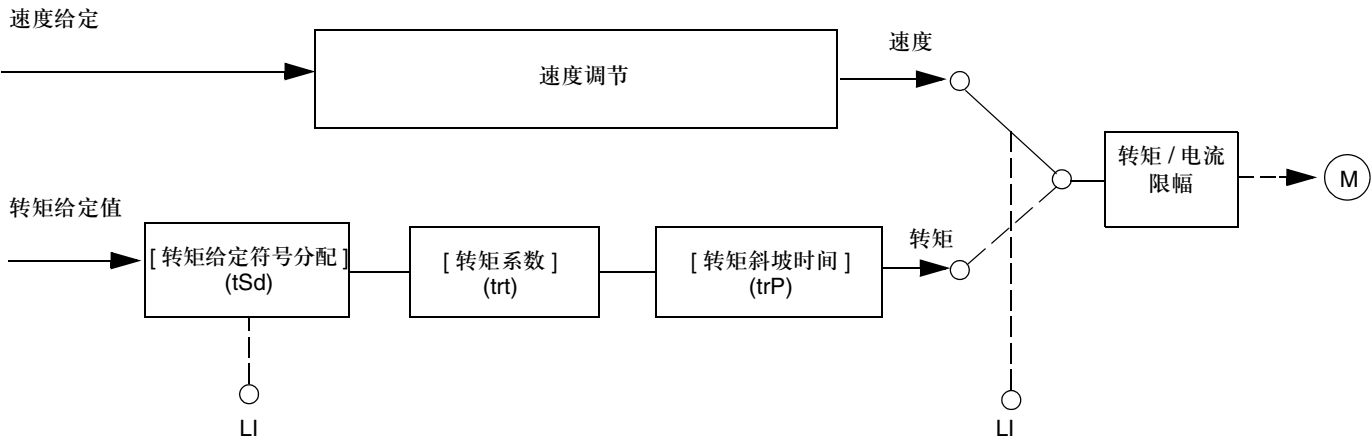 速度给定
速度调节
速度
转矩 / 电流
限幅
M
转矩给定值
[ 转矩给定符号分配 ]
(tSd)
[ 转矩系数 ]
(trt)
[ 转矩斜坡时间 ]
(trP)
转矩
LI
LI